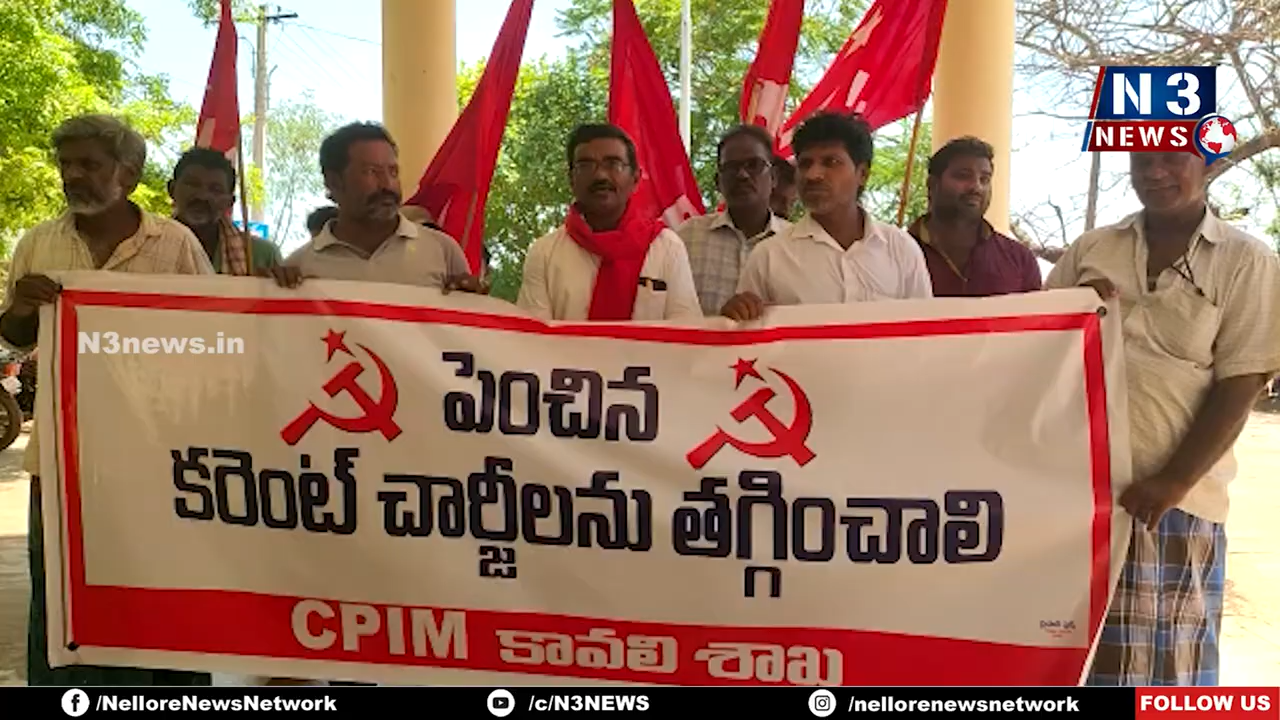 N3
NEWS
N3news.in
పెంచిన
కరెంట్ చార్జీలను తగ్గించాలి
CPIM కావలి శాఖ
/NelloreNewsNetwork
/c/N3NEWS
/nellorenewsnetwork
FOLLOW US